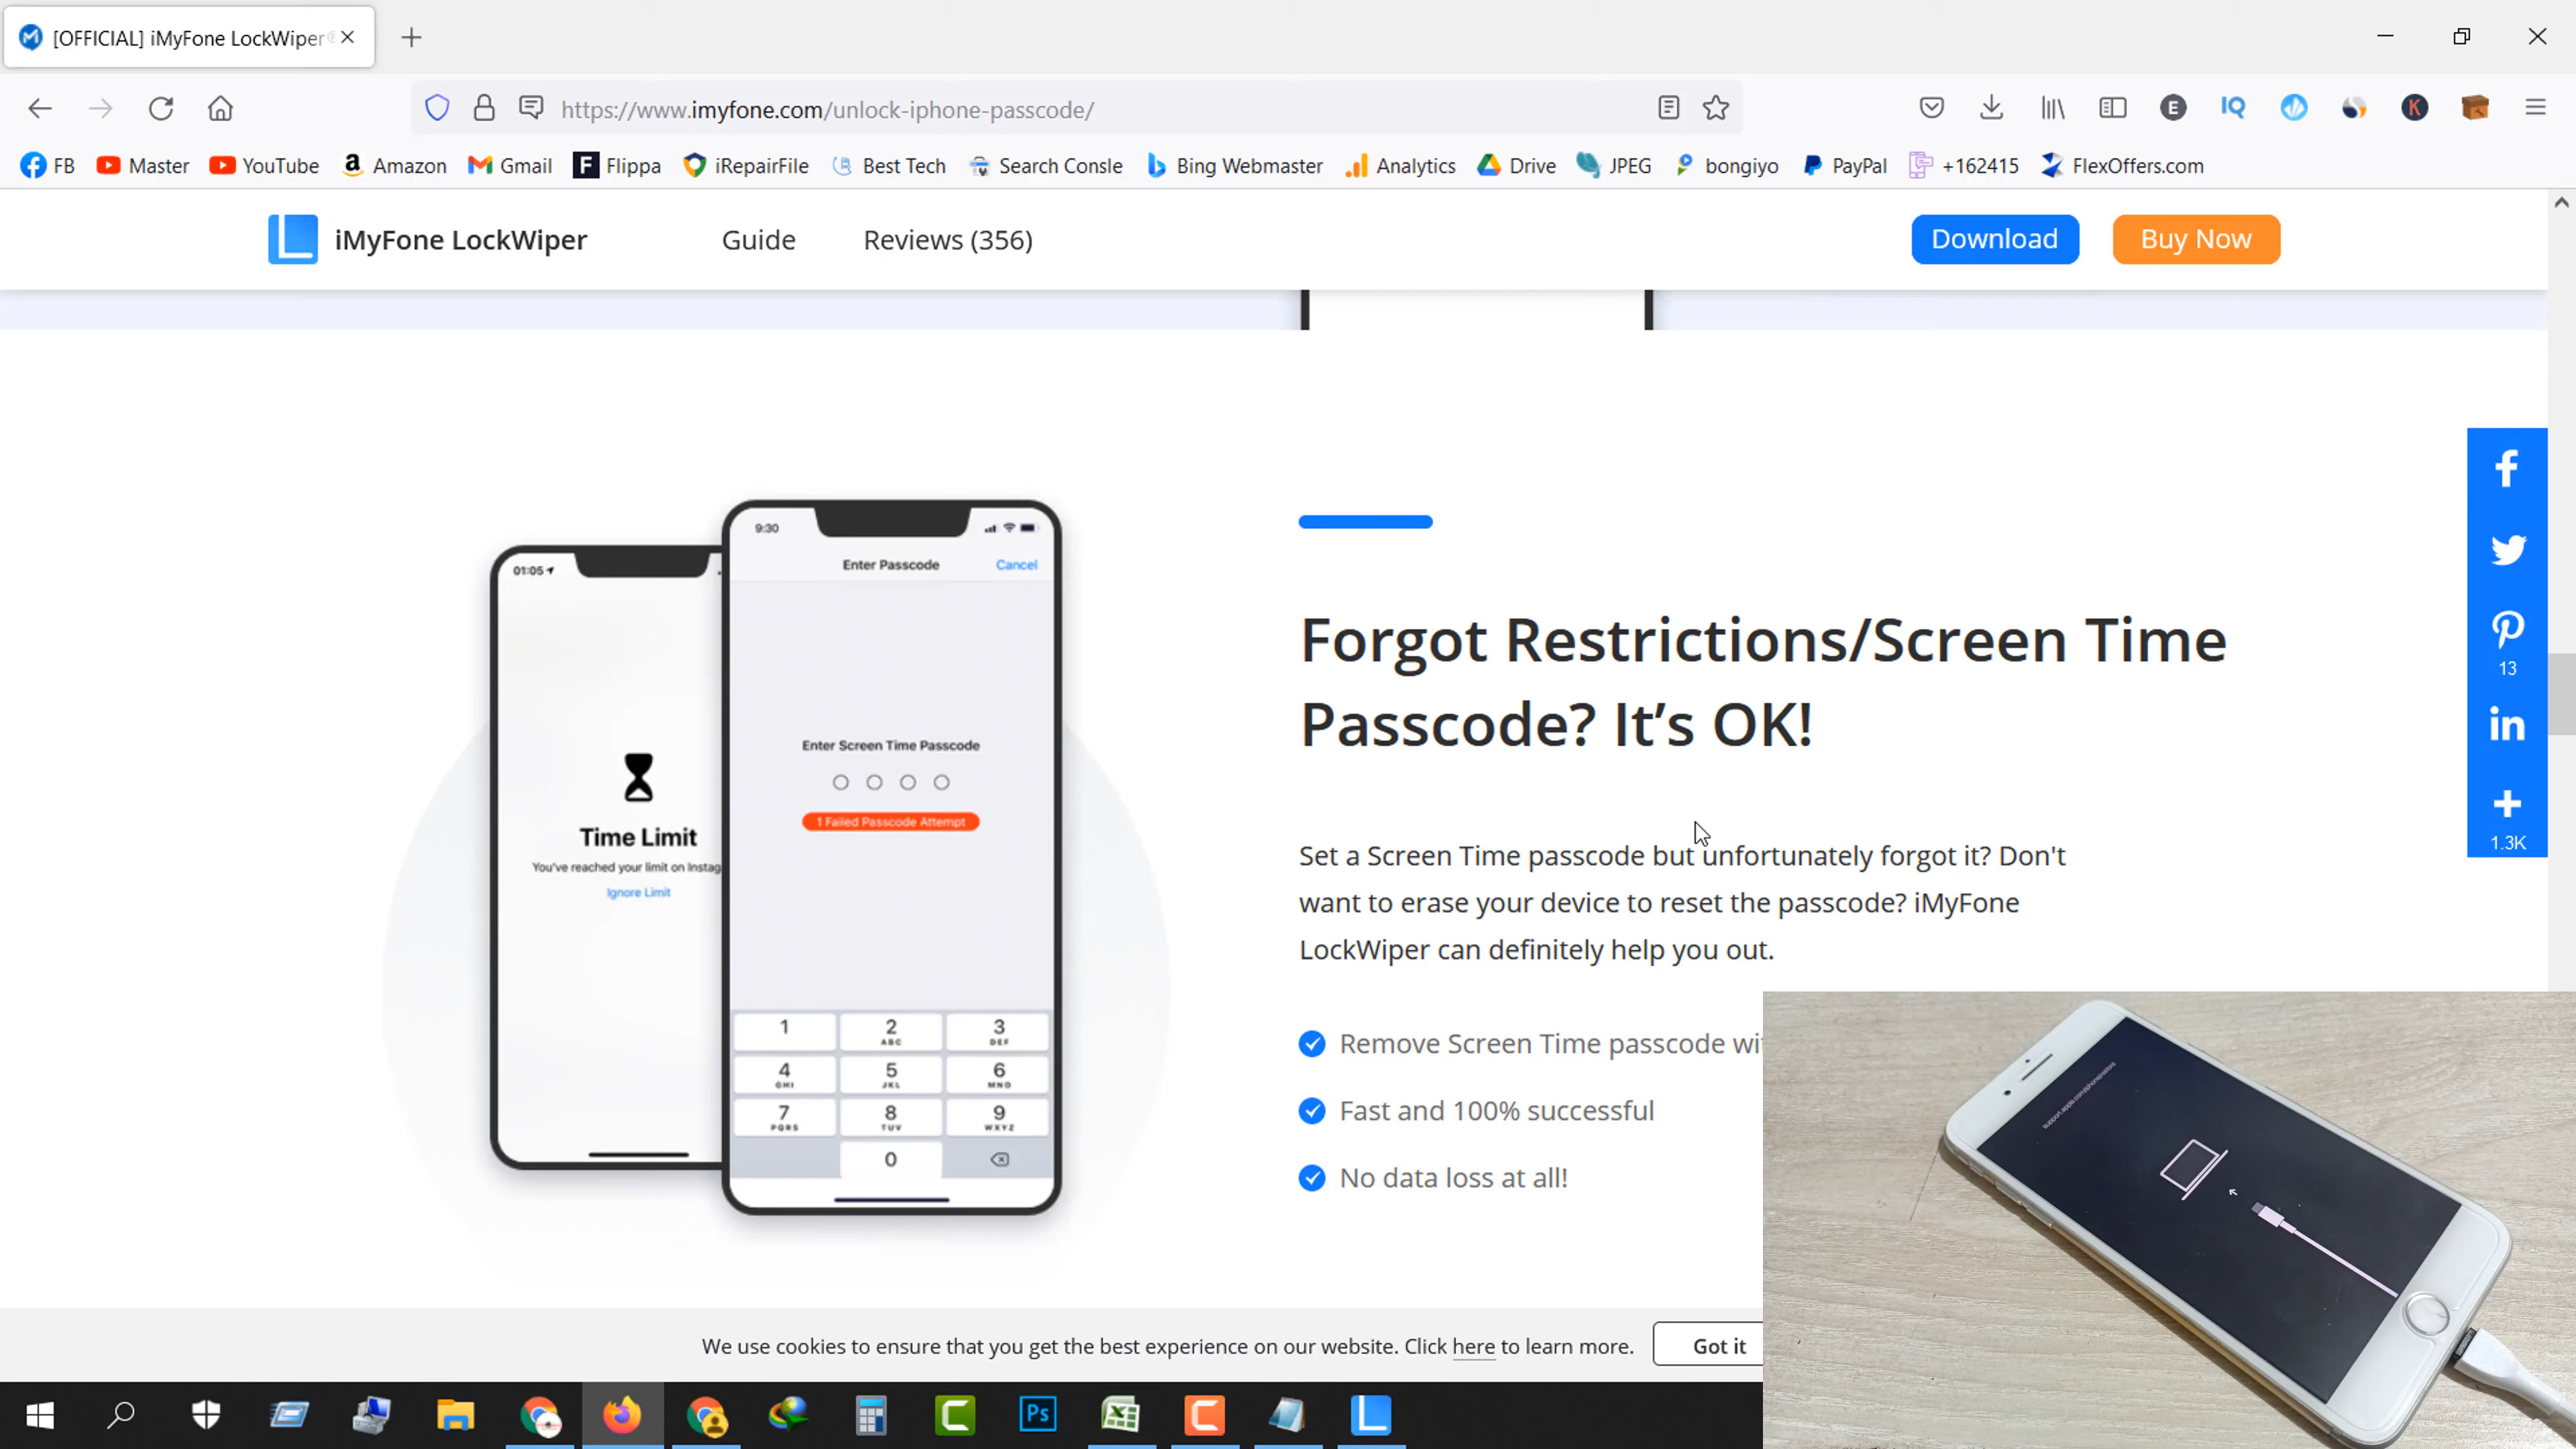 [OFFICIAL] iMyFone LockWiper
https://www.imyfone.com/unlock-iphone-passcode/
FB
Master
YouTube
Amazon
Gmail
Flippa
iRepairFile
Best Tech
Search Consle
Bing Webmaster
Analytics
Drive
JPEG
bongiyo
PayPal
+162415
FlexOffers.com
iMyFone LockWiper
Guide
Reviews (356)
Download
Buy Now
01:05
Time Limit
You've reached your limit on Instag
Ignore Limit
9:30
Enter Passcode
Cancel
Enter Screen Time Passcode
1 Failed Passcode Attempt
1
2 ABC
3 DEF
4 GHI
5 JKL
6 MNO
7 PQRS
8 TUV
9 WXYZ
0
Forgot Restrictions/Screen Time
Passcode? It's OK!
Set a Screen Time passcode but unfortunately forgot it? Don't
want to erase your device to reset the passcode? iMyFone
LockWiper can definitely help you out.
Remove Screen Time passcode wit
Fast and 100% successful
No data loss at all!
13
1.3K
support.apple.com/iphone/restore
We use cookies to ensure that you get the best experience on our website. Click here to learn more.
Got it